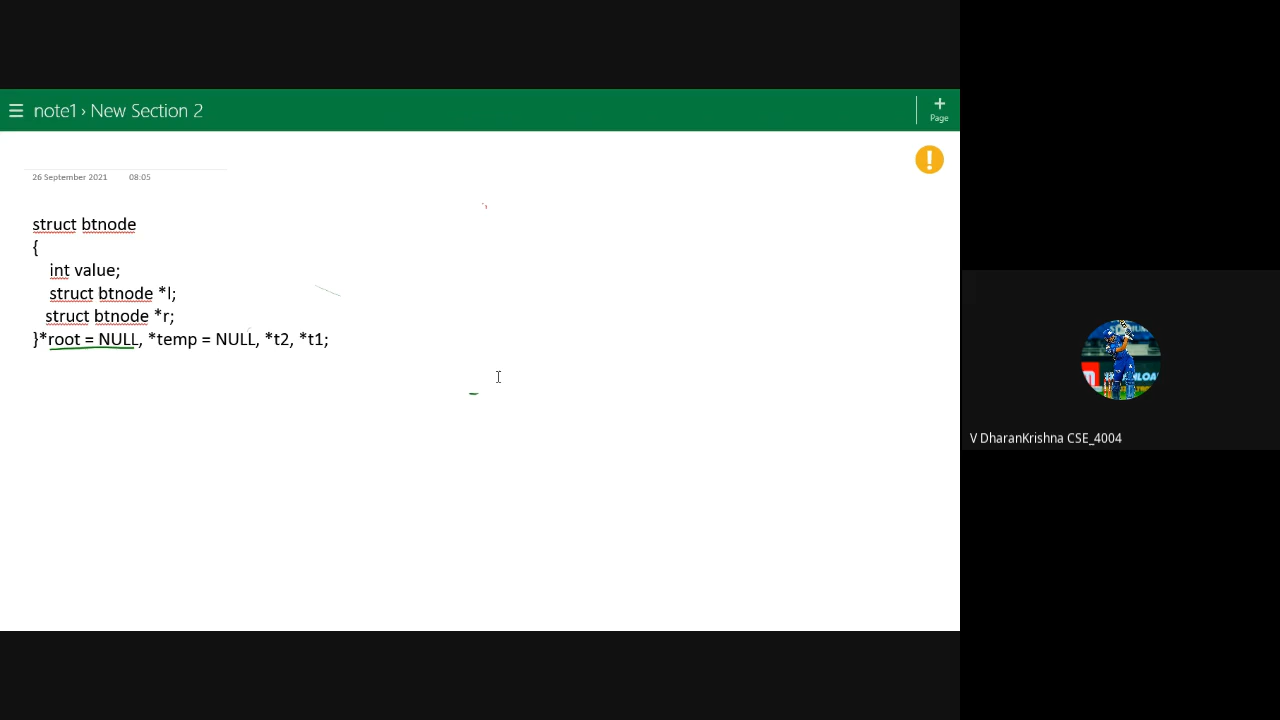 note1 › New Section 2
+
Page
26 September 2021 08:05
struct btnode
{
int value;
struct btnode *l;
struct btnode *r;
}*root = NULL, *temp = NULL, *t2, *t1;
V DharanKrishna CSE_4004